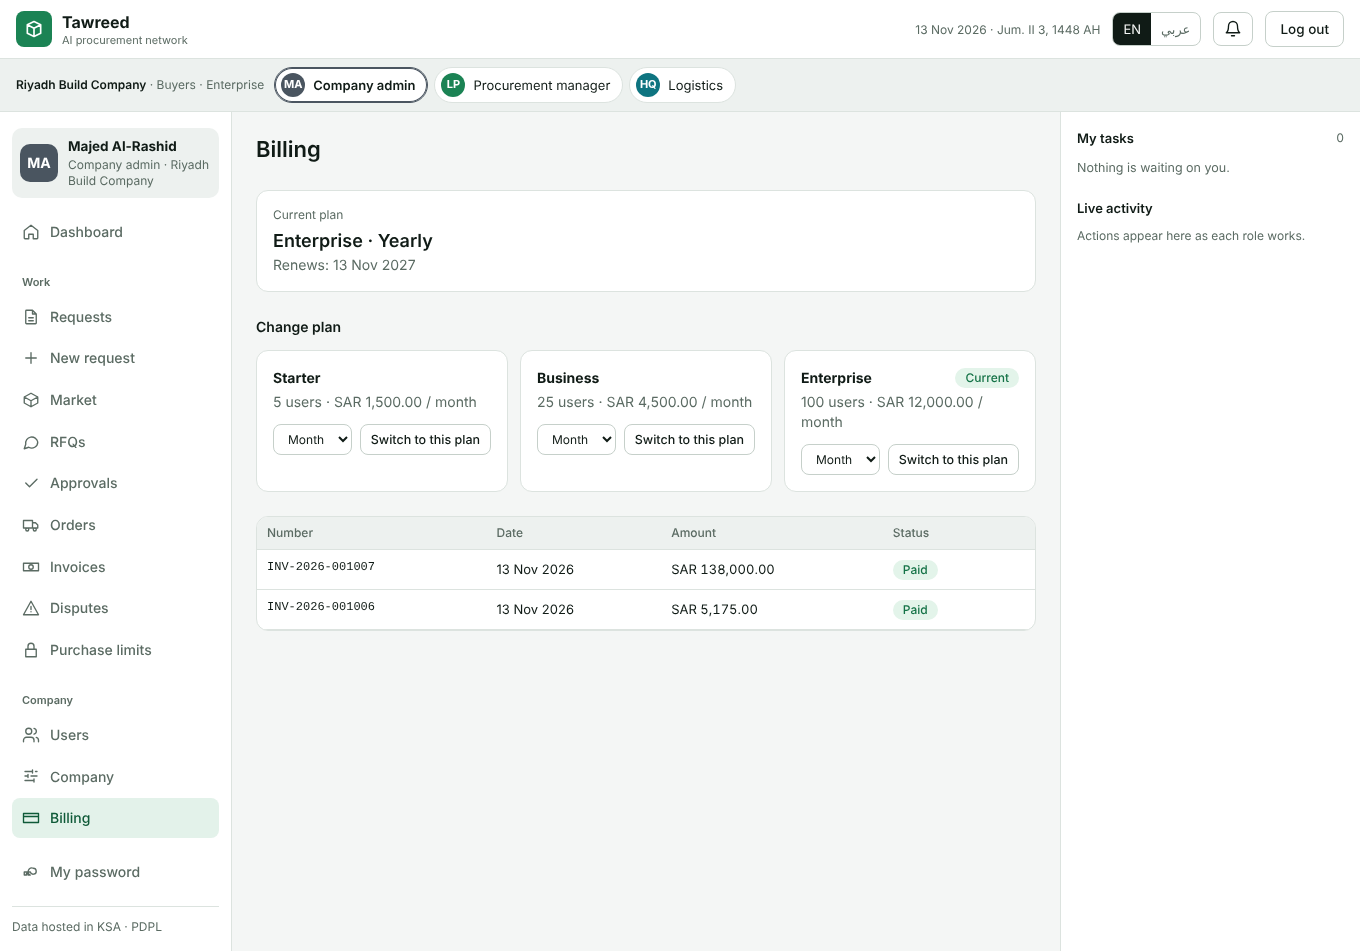 Tawreed
AI procurement network
13 Nov 2026 · Jum. II 3, 1448 AH
EN
عربي
Log out
Riyadh Build Company · Buyers · Enterprise
MA Company admin
LP Procurement manager
HQ Logistics
MA
Majed Al-Rashid
Company admin · Riyadh
Build Company
Dashboard
Work
Requests
New request
Market
RFQs
Approvals
Orders
Invoices
Disputes
Purchase limits
Company
Users
Company
Billing
My password
Data hosted in KSA · PDPL
Billing
Current plan
Enterprise · Yearly
Renews: 13 Nov 2027
Change plan
Starter
5 users · SAR 1,500.00 / month
Month Switch to this plan
Business
25 users · SAR 4,500.00 / month
Month Switch to this plan
Enterprise Current
100 users · SAR 12,000.00 /
month
Month Switch to this plan
Number Date Amount Status
INV-2026-001007 13 Nov 2026 SAR 138,000.00 Paid
INV-2026-001006 13 Nov 2026 SAR 5,175.00 Paid
My tasks 0
Nothing is waiting on you.
Live activity
Actions appear here as each role works.